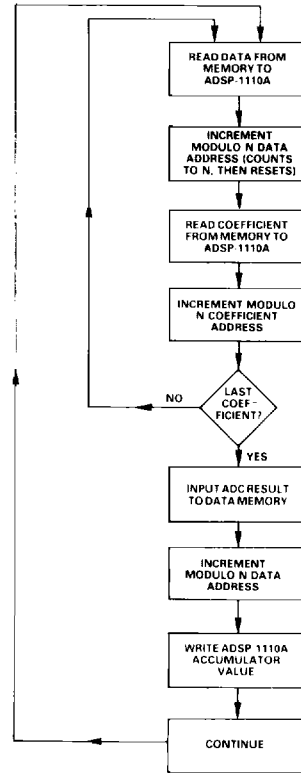 READ DATA FROM
MEMORY TO
ADSP-1110A
INCREMENT
MODULO N DATA
ADDRESS (COUNTS
TO N, THEN RESETS)
READ COEFFICIENT
FROM MEMORY TO
ADSP-1110A
INCREMENT MODULO
N COEFFICIENT
ADDRESS
LAST
COEF-
FICIENT?
NO
YES
INPUT ADC RESULT
TO DATA MEMORY
INCREMENT
MODULO N DATA
ADDRESS
WRITE ADSP 1110A
ACCUMULATOR
VALUE
CONTINUE